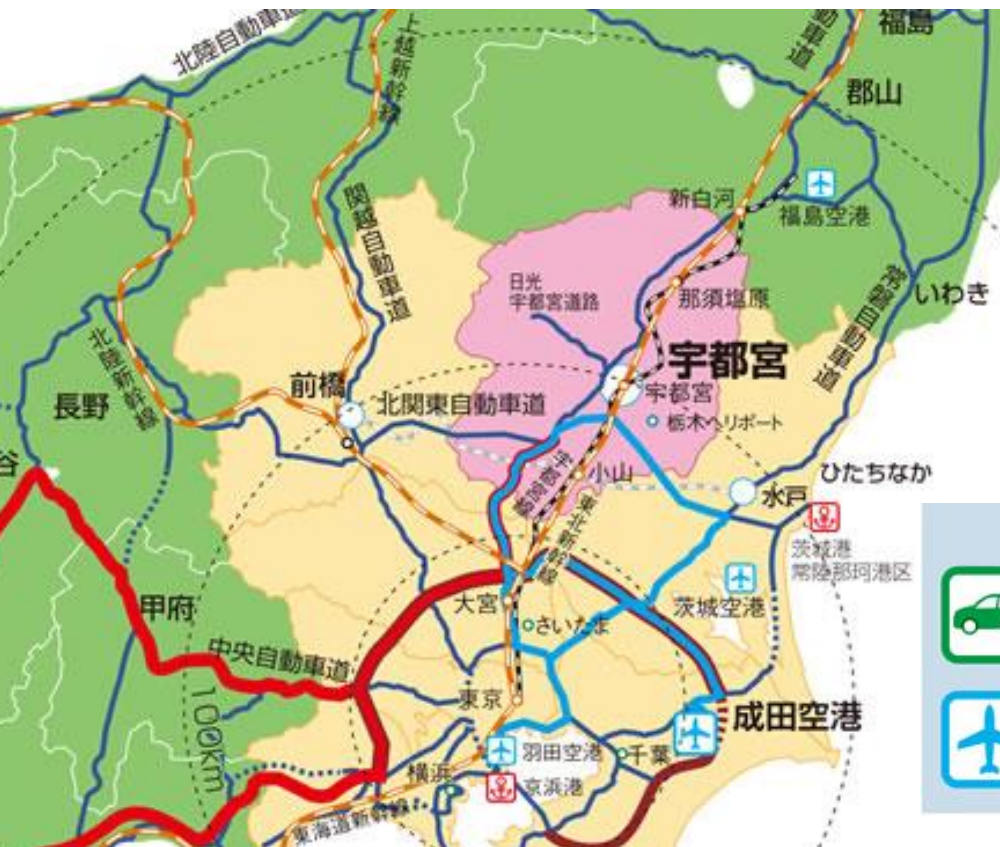 北陸自動車道
上越新幹線
動車道
福島
郡山
関越自動車道
新白河
福島空港
日光
宇都宮道路
那須塩原
常磐自動車道
いわき
北陸新幹線
長野
前橋
北関東自動車道
宇都宮
宇都宮
栃木ヘリポート
谷
宇都宮線
小山
東北新幹線
水戸
ひたちなか
茨城港
常陸那珂港区
甲府
大宮
さいたま
茨城空港
中央自動車道
100km
東京
成田空港
羽田空港
千葉
横浜
京浜港
東海道新幹線